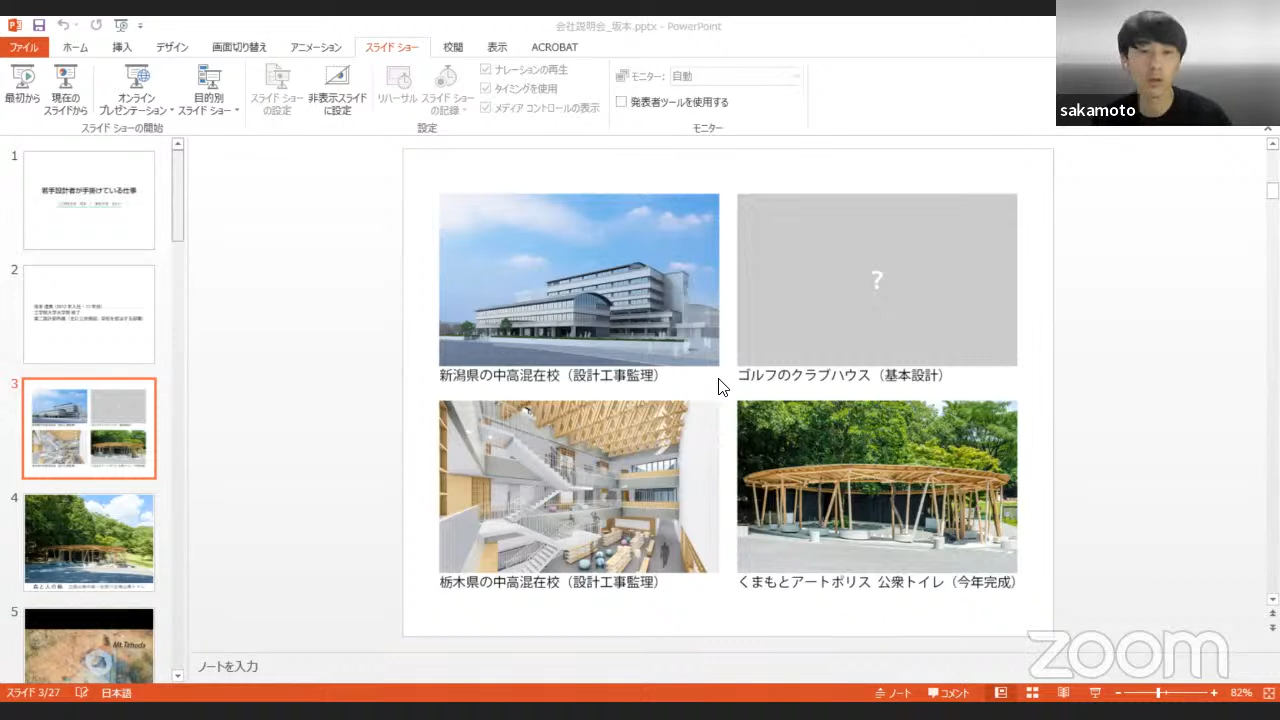 会社説明会_坂本.pptx - PowerPoint
ファイル ホーム 挿入 デザイン 画面切り替え アニメーション スライド ショー 校閲 表示 ACROBAT
最初から
現在の
スライドから
オンライン
プレゼンテーション
目的別
スライド ショー
スライド ショー
の設定
非表示スライド
に設定
リハーサル
スライド ショー
の記録
ナレーションの再生
タイミングを使用
メディア コントロールの表示
モニター: 自動
発表者ツールを使用する
スライド ショーの開始
設定
モニター
sakamoto
1
若手設計者が手掛けている仕事
2
3
4
5
Mt.Tehoda
?
新潟県の中高混在校（設計工事監理）
ゴルフのクラブハウス（基本設計）
栃木県の中高混在校（設計工事監理）
くまもとアートポリス 公衆トイレ（今年完成）
ノートを入力
zoom
スライド 3/27 日本語 ノート コメント 82%